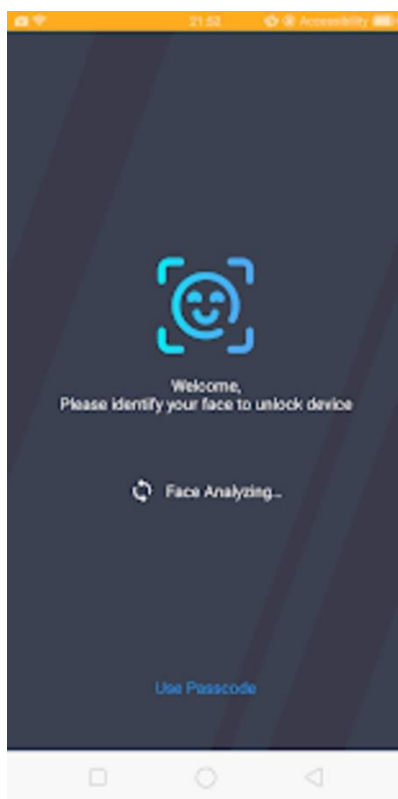 21:52 Accessibility
Welcome,
Please identify your face to unlock device
Face Analyzing...
Use Passcode